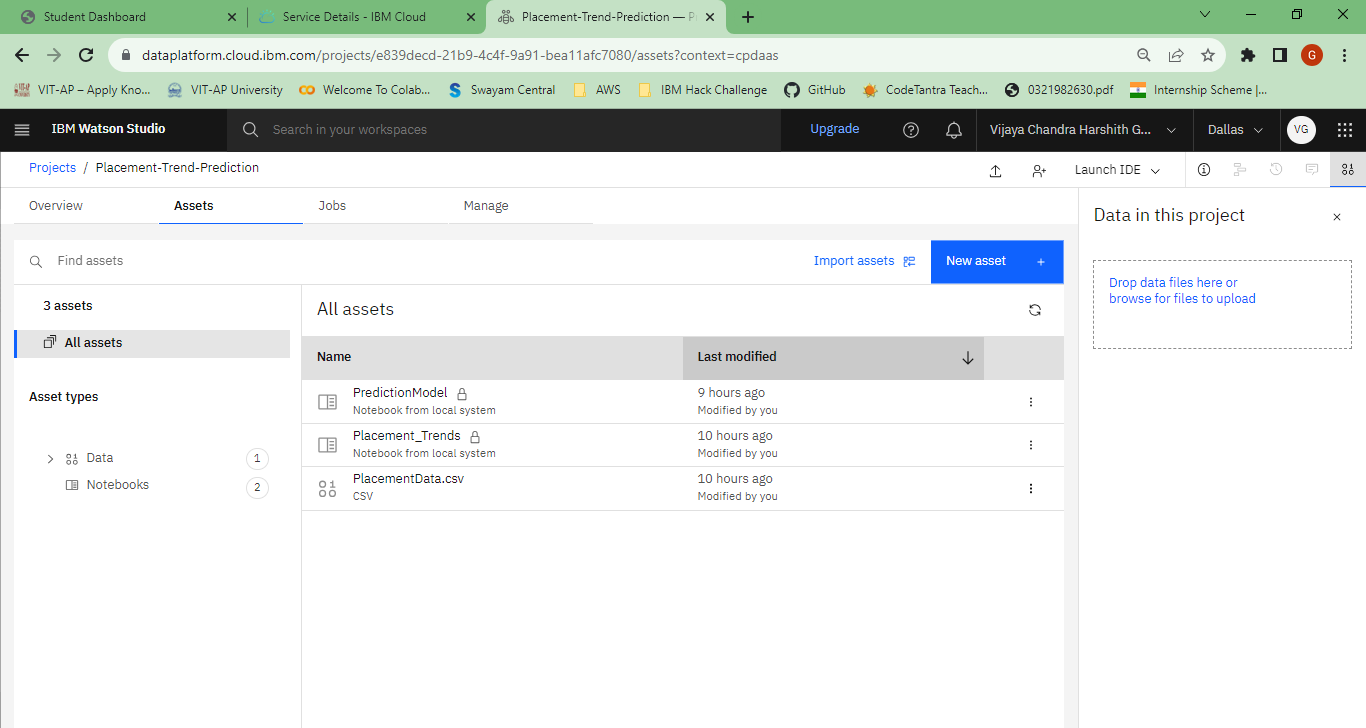 Student Dashboard
Service Details - IBM Cloud
Placement-Trend-Prediction — P
dataplatform.cloud.ibm.com/projects/e839decd-21b9-4c4f-9a91-bea11afc7080/assets?context=cpdaas
G
VIT-AP – Apply Kno...
VIT-AP University
Welcome To Colab...
Swayam Central
AWS
IBM Hack Challenge
GitHub
CodeTantra Teach...
0321982630.pdf
Internship Scheme |...
IBM Watson Studio
Search in your workspaces
Upgrade
Vijaya Chandra Harshith G...
Dallas
VG
Projects / Placement-Trend-Prediction
Launch IDE
Overview
Assets
Jobs
Manage
Data in this project
Find assets
Import assets
New asset +
Drop data files here or
browse for files to upload
3 assets
All assets
Asset types
Data 1
Notebooks 2
All assets
Name
Last modified
PredictionModel
Notebook from local system
9 hours ago
Modified by you
Placement_Trends
Notebook from local system
10 hours ago
Modified by you
PlacementData.csv
CSV
10 hours ago
Modified by you